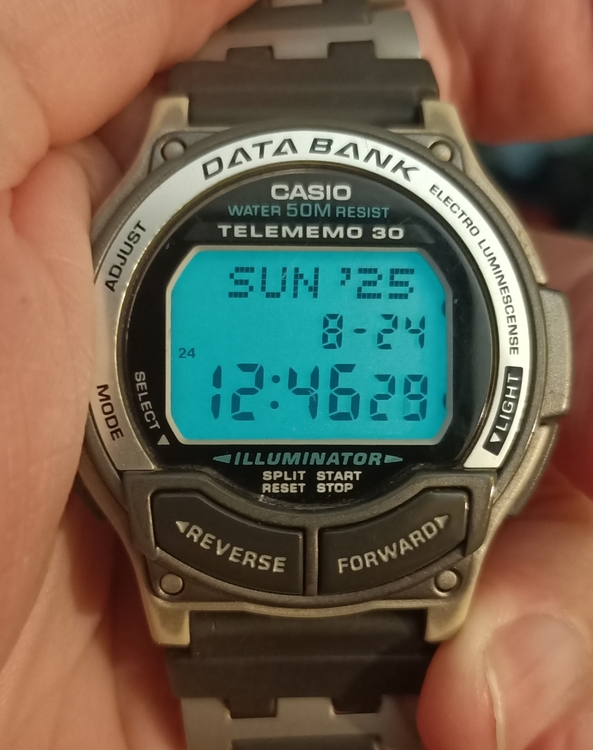 DATA BANK
ELECTRO LUMINESCENSE
CASIO
WATER 50M RESIST
TELEMEMO 30
ADJUST
SUN '25
8-24
24
12:46 28
SELECT
MODE
LIGHT
ILLUMINATOR
SPLIT START
RESET STOP
REVERSE
FORWARD